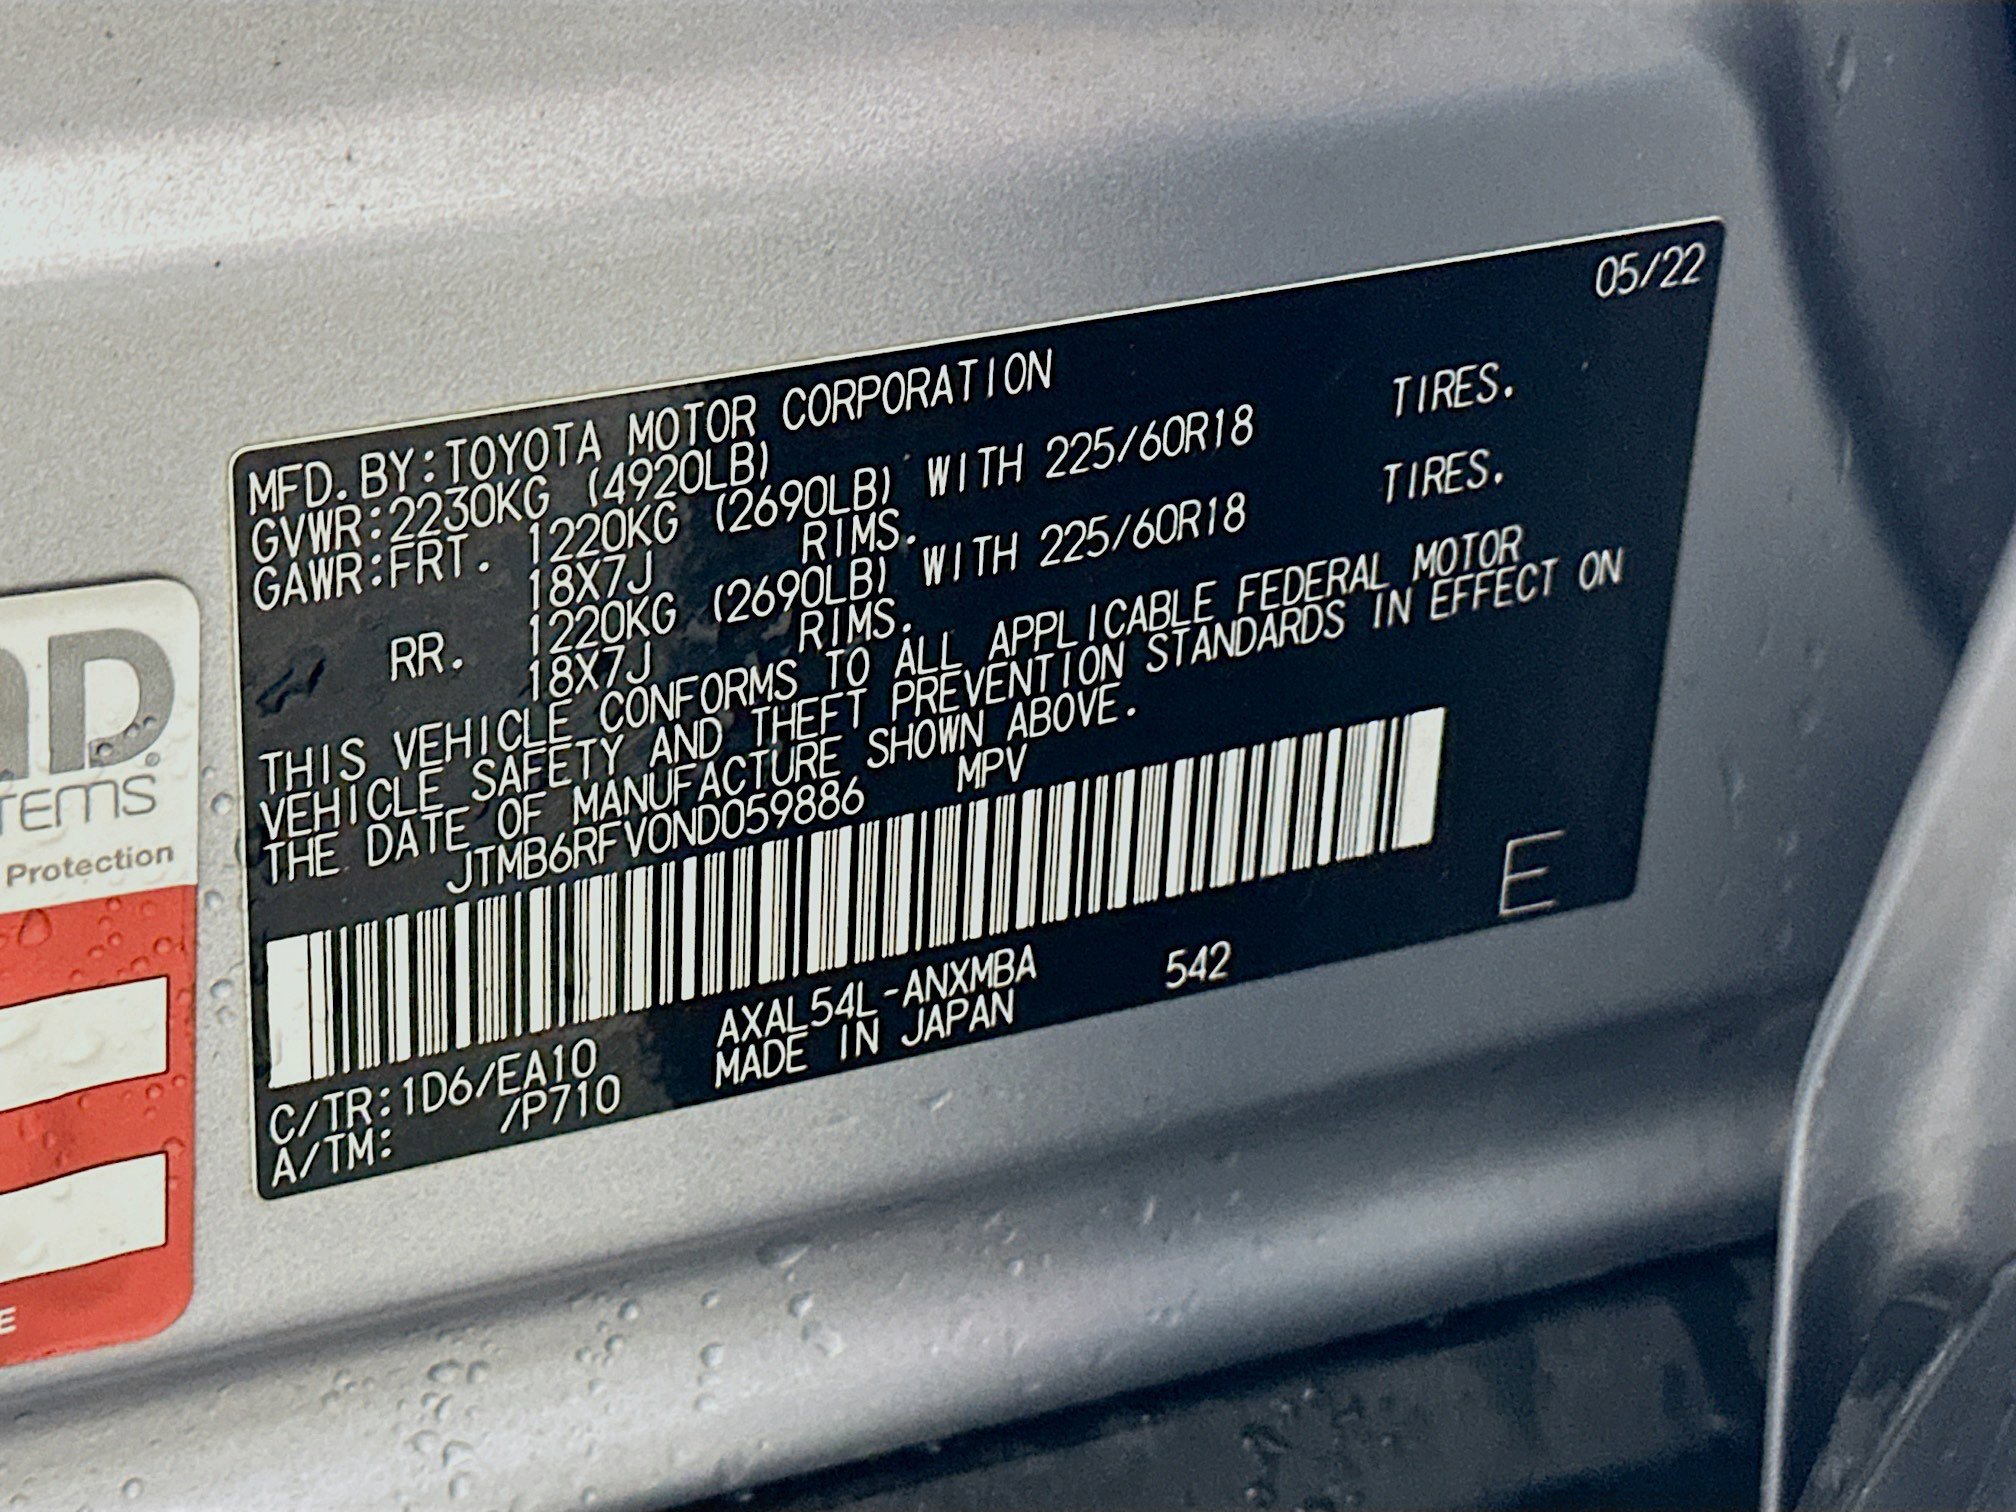 05/22
MFD.BY:TOYOTA MOTOR CORPORATION
GVWR:2230KG (4920LB)
GAWR:FRT. 1220KG (2690LB) WITH 225/60R18 TIRES.
18X7J RIMS.
RR. 1220KG (2690LB) WITH 225/60R18 TIRES.
18X7J RIMS.
THIS VEHICLE CONFORMS TO ALL APPLICABLE FEDERAL MOTOR
VEHICLE SAFETY AND THEFT PREVENTION STANDARDS IN EFFECT ON
THE DATE OF MANUFACTURE SHOWN ABOVE.
JTMB6RFV0ND059886 MPV
E
C/TR:1D6/EA10 AXAL54L-ANXMBA 542
A/TM: /P710 MADE IN JAPAN
Protection